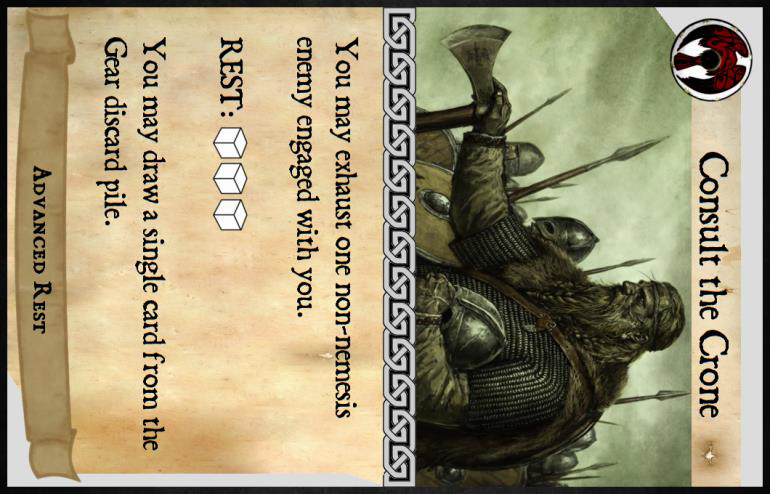 Consult the Crone
You may exhaust one non-nemesis
enemy engaged with you.
REST:
You may draw a single card from the
Gear discard pile.
ADVANCED REST